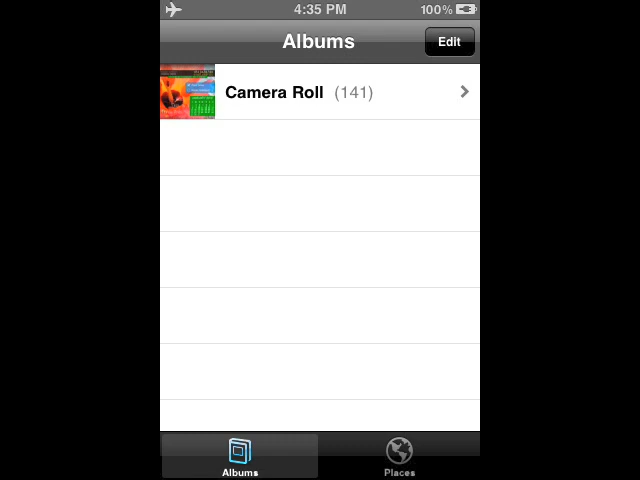 4:35 PM 100%
Albums
Edit
Camera Roll (141)
Albums
Places